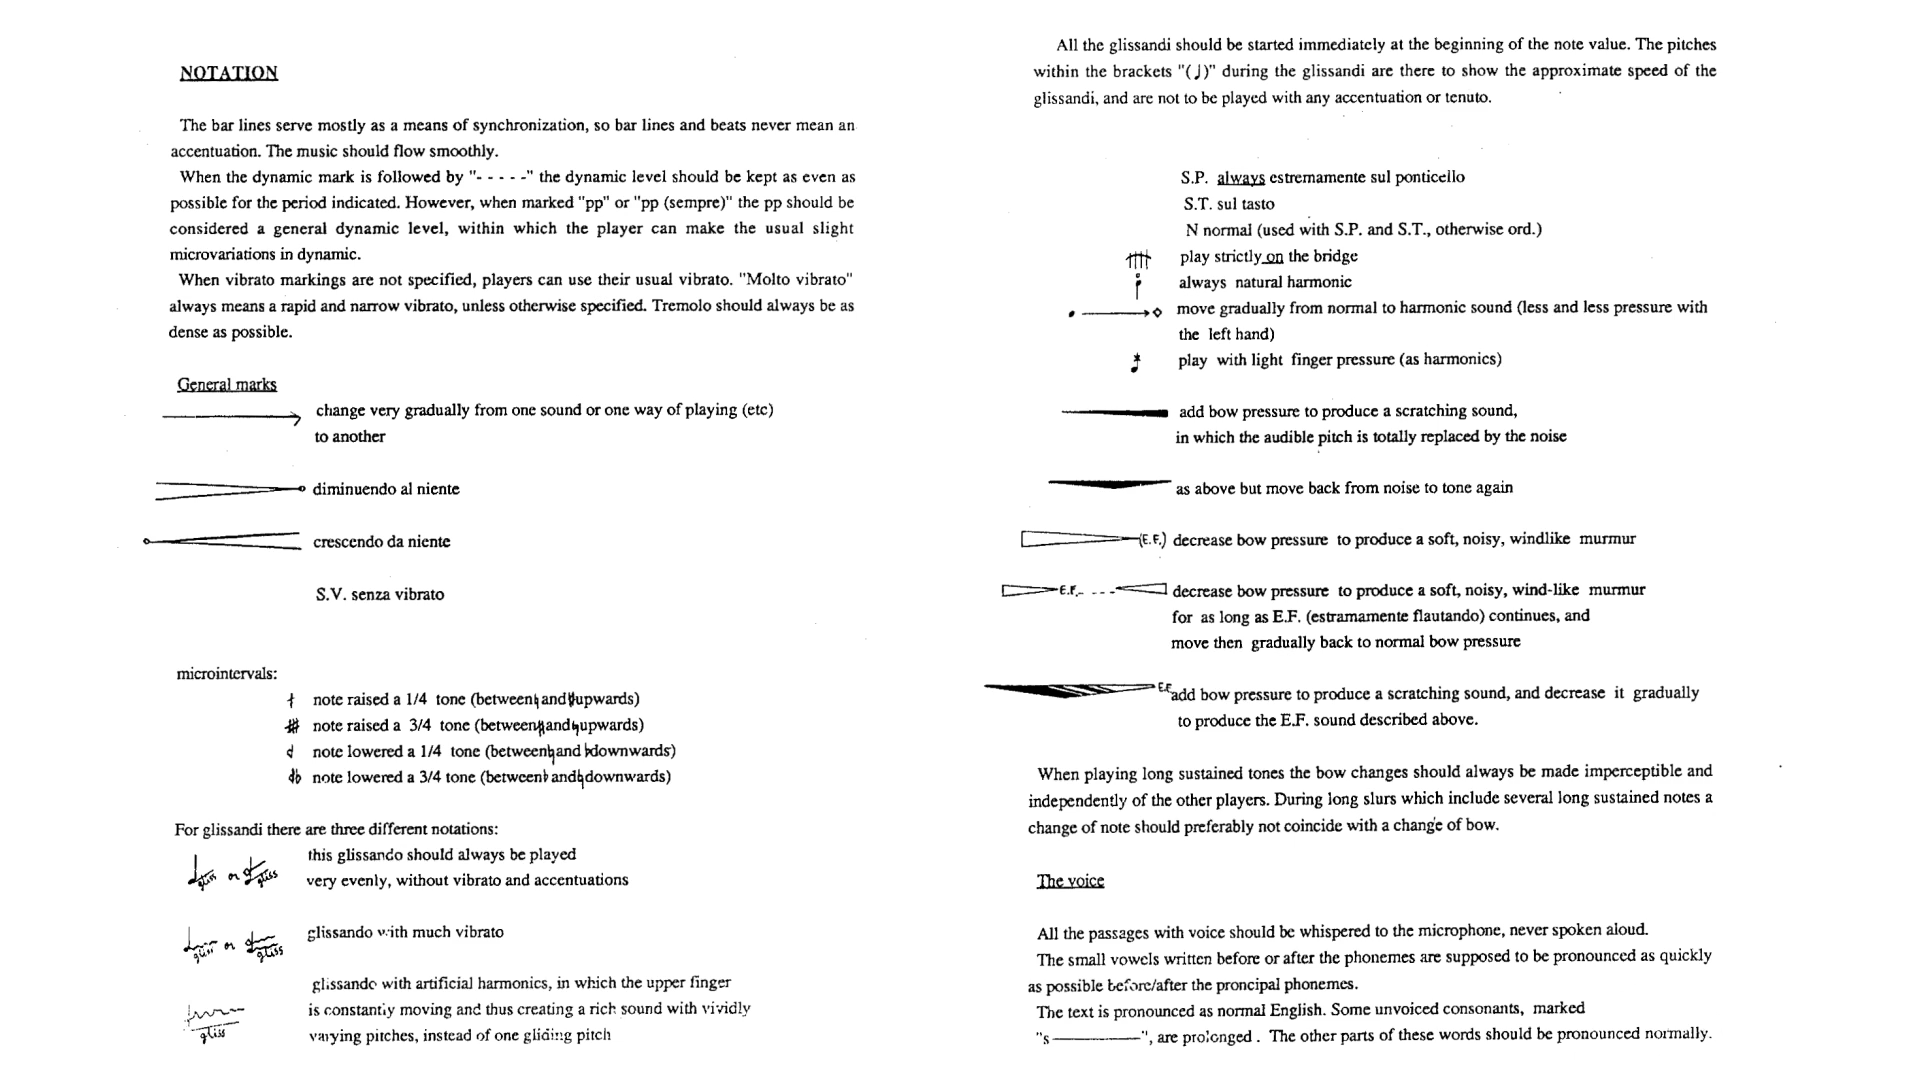 NOTATION
The bar lines serve mostly as a means of synchronization, so bar lines and beats never mean an
accentuation. The music should flow smoothly.
When the dynamic mark is followed by "- - - - -" the dynamic level should be kept as even as
possible for the period indicated. However, when marked "pp" or "pp (sempre)" the pp should be
considered a general dynamic level, within which the player can make the usual slight
microvariations in dynamic.
When vibrato markings are not specified, players can use their usual vibrato. "Molto vibrato"
always means a rapid and narrow vibrato, unless otherwise specified. Tremolo should always be as
dense as possible.
General marks
change very gradually from one sound or one way of playing (etc)
to another
diminuendo al niente
crescendo da niente
S.V. senza vibrato
microintervals:
note raised a 1/4 tone (between ♮ and ♯ upwards)
note raised a 3/4 tone (between ♯ and ♮ upwards)
note lowered a 1/4 tone (between ♮ and ♭ downwards)
note lowered a 3/4 tone (between ♭ and ♮ downwards)
For glissandi there are three different notations:
gliss or gliss
this glissando should always be played
very evenly, without vibrato and accentuations
gliss or gliss
glissando with much vibrato
gliss
glissando with artificial harmonics, in which the upper finger
is constantly moving and thus creating a rich sound with vividly
varying pitches, instead of one gliding pitch
All the glissandi should be started immediately at the beginning of the note value. The pitches
within the brackets "(♩)" during the glissandi are there to show the approximate speed of the
glissandi, and are not to be played with any accentuation or tenuto.
S.P. always estremamente sul ponticello
S.T. sul tasto
N normal (used with S.P. and S.T., otherwise ord.)
play strictly on the bridge
always natural harmonic
move gradually from normal to harmonic sound (less and less pressure with
the left hand)
play with light finger pressure (as harmonics)
add bow pressure to produce a scratching sound,
in which the audible pitch is totally replaced by the noise
as above but move back from noise to tone again
(E.F.) decrease bow pressure to produce a soft, noisy, windlike murmur
E.F. - - - decrease bow pressure to produce a soft, noisy, wind-like murmur
for as long as E.F. (estramamente flautando) continues, and
move then gradually back to normal bow pressure
E.F. add bow pressure to produce a scratching sound, and decrease it gradually
to produce the E.F. sound described above.
When playing long sustained tones the bow changes should always be made imperceptible and
independently of the other players. During long slurs which include several long sustained notes a
change of note should preferably not coincide with a change of bow.
The voice
All the passages with voice should be whispered to the microphone, never spoken aloud.
The small vowels written before or after the phonemes are supposed to be pronounced as quickly
as possible before/after the proncipal phonemes.
The text is pronounced as normal English. Some unvoiced consonants, marked
"s————", are prolonged . The other parts of these words should be pronounced normally.